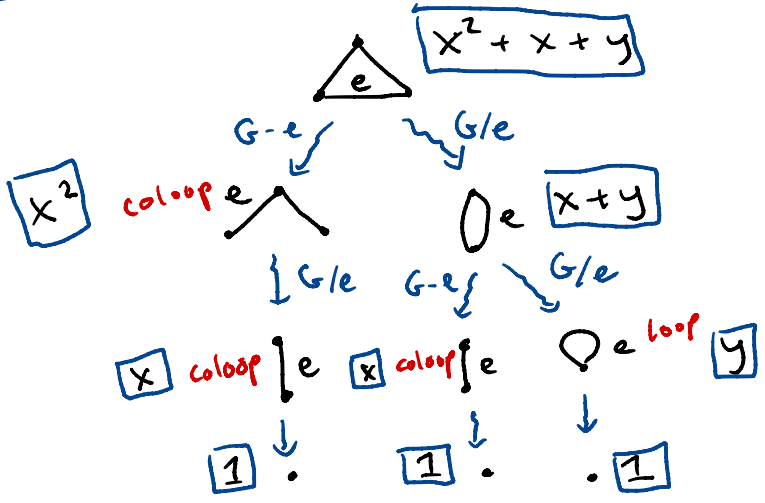 x² + x + y
e
G-e G/e
x² coloop e e x+y
G/e G-e G/e
x coloop e x coloop e e loop y
1 1 1